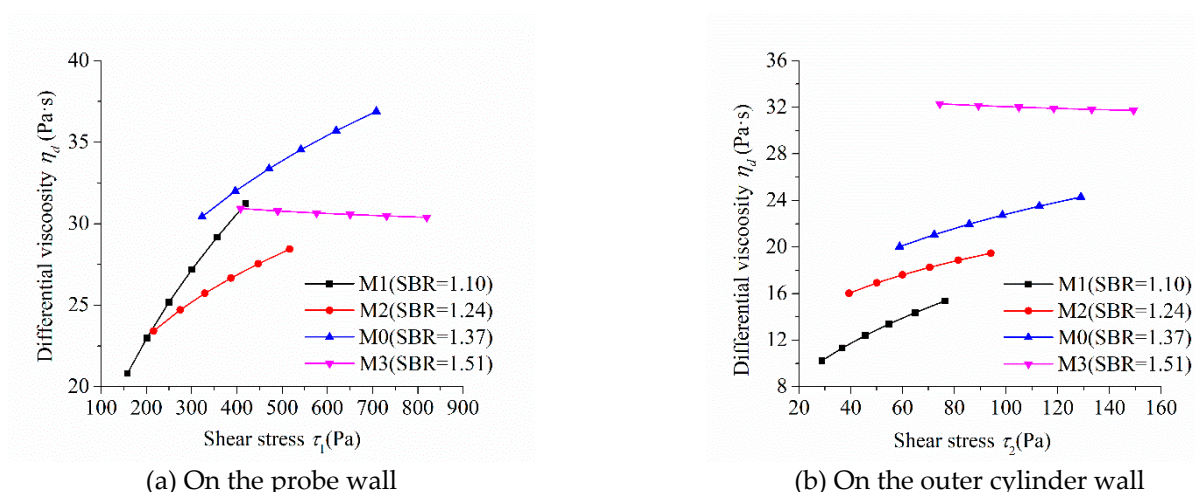 40
35
30
25
20
Differential viscoosity η_d (Pa·s)
M1(SBR=1.10)
M2(SBR=1.24)
M0(SBR=1.37)
M3(SBR=1.51)
100 200 300 400 500 600 700 800 900
Shear stress τ₁(Pa)
(a) On the probe wall
36
32
28
24
20
16
12
8
Differential viscoosity η_d (Pa·s)
M1(SBR=1.10)
M2(SBR=1.24)
M0(SBR=1.37)
M3(SBR=1.51)
20 40 60 80 100 120 140 160
Shear stress τ₂(Pa)
(b) On the outer cylinder wall